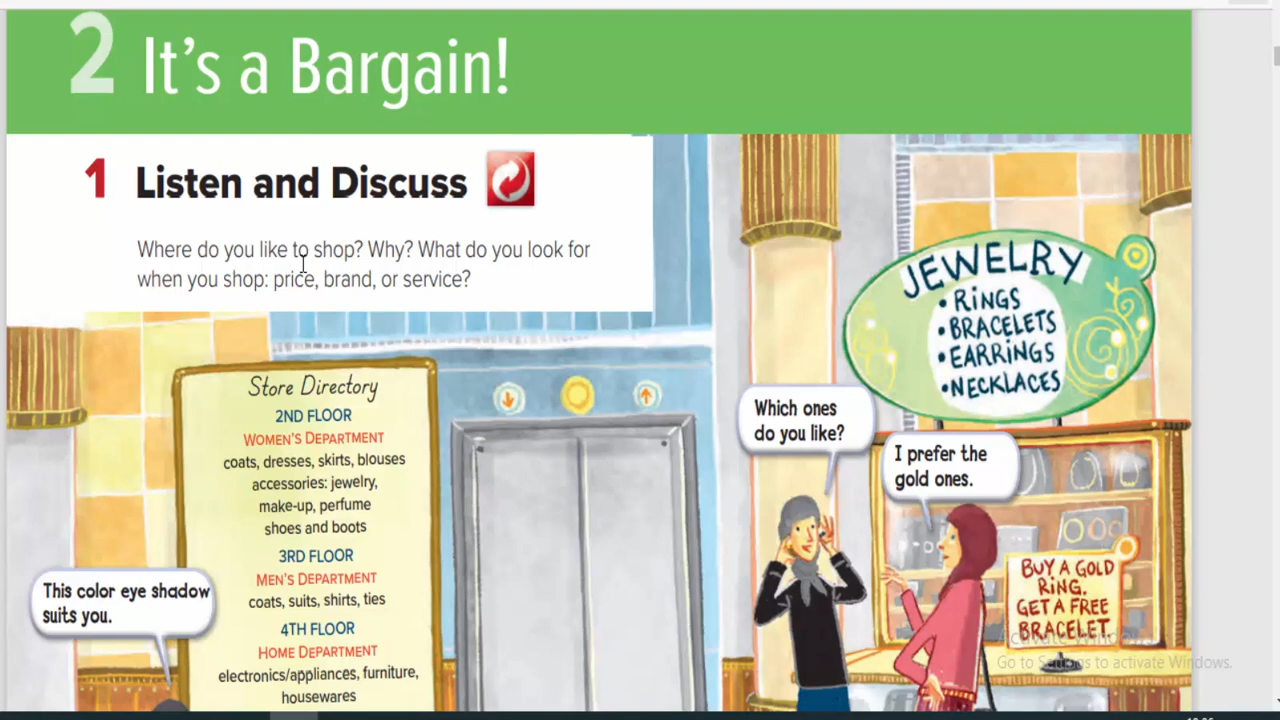 2 It's a Bargain!
1 Listen and Discuss
Where do you like to shop? Why? What do you look for
when you shop: price, brand, or service?
JEWELRY
• RINGS
• BRACELETS
• EARRINGS
• NECKLACES
Store Directory
2ND FLOOR
WOMEN'S DEPARTMENT
coats, dresses, skirts, blouses
accessories: jewelry,
make-up, perfume
shoes and boots
3RD FLOOR
MEN'S DEPARTMENT
coats, suits, shirts, ties
4TH FLOOR
HOME DEPARTMENT
electronics/appliances, furniture,
housewares
This color eye shadow
suits you.
Which ones
do you like?
I prefer the
gold ones.
BUY A GOLD
RING.
GET A FREE
BRACELET.
Activate Windows
Go to Settings to activate Windows.